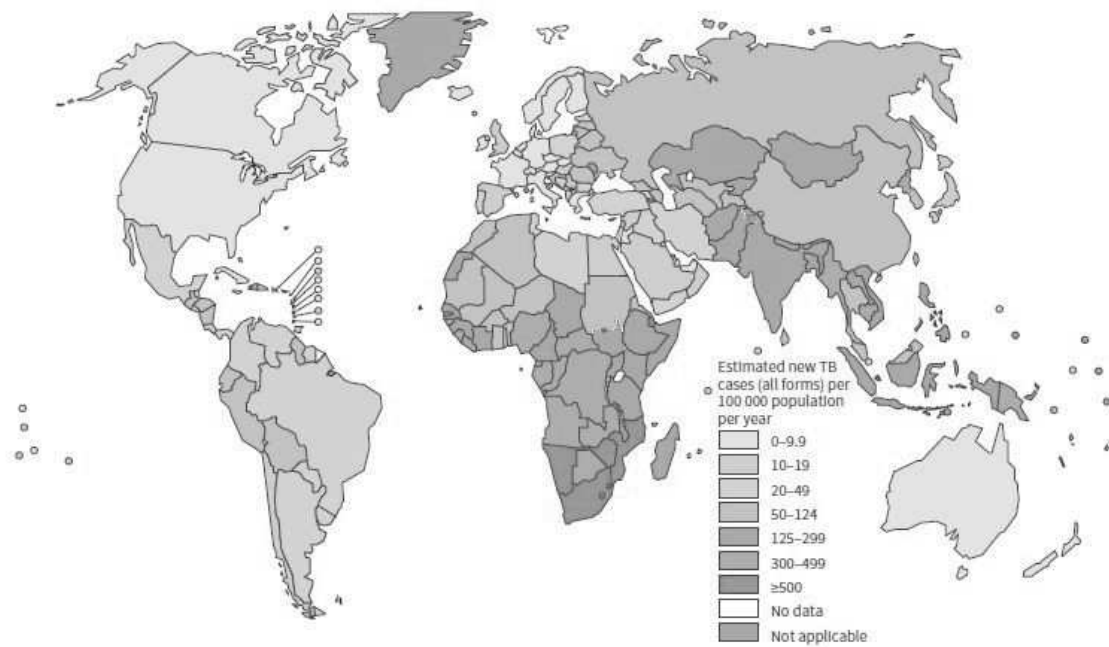 Estimated new TB
cases (all forms) per
100 000 population
per year
0–9.9
10–19
20–49
50–124
125–299
300–499
≥500
No data
Not applicable